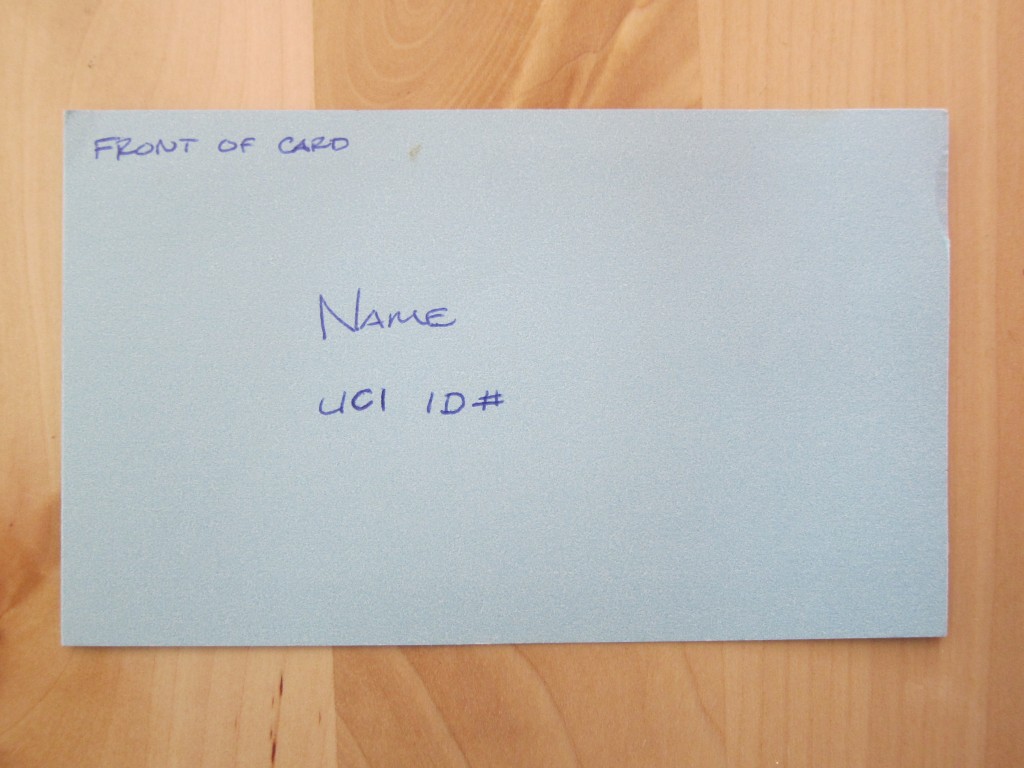 FRONT OF CARD
NAME
UCI ID#